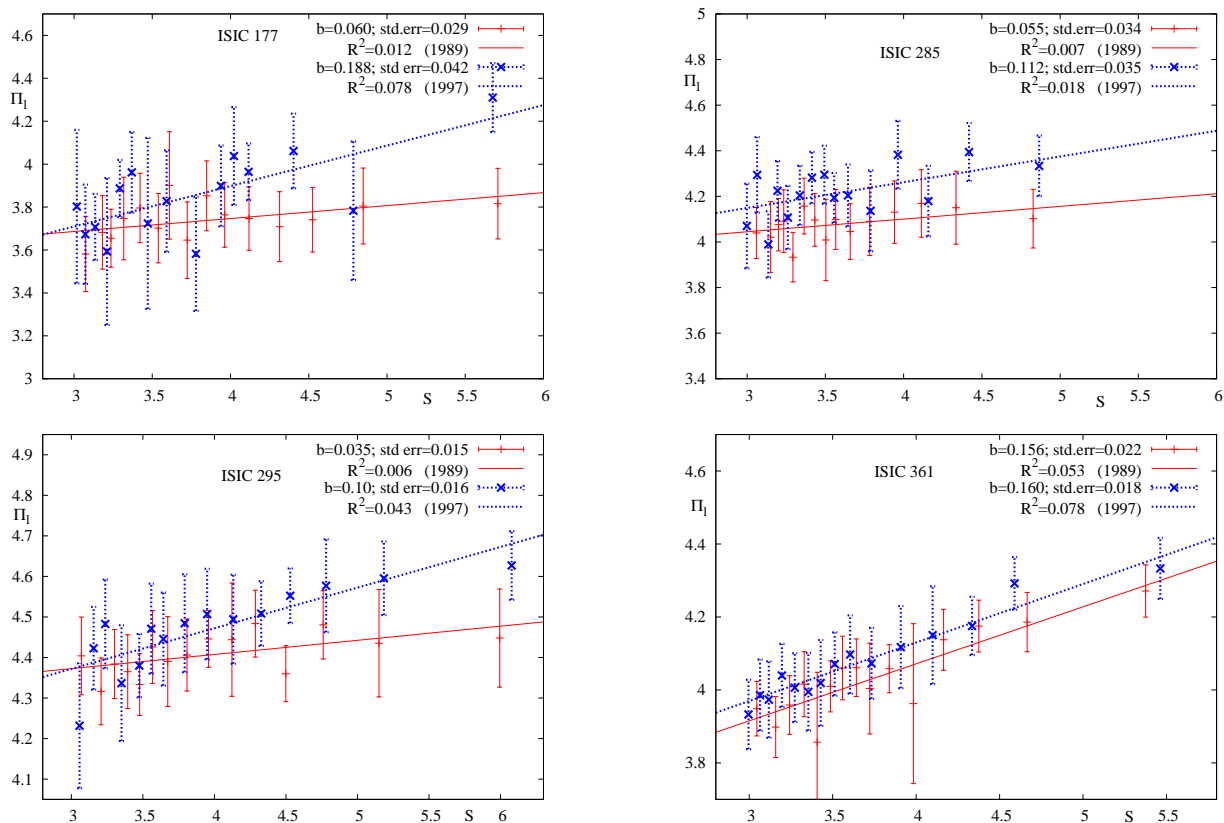 ISIC 177
b=0.060; std.err=0.029
R²=0.012 (1989)
b=0.188; std err=0.042
R²=0.078 (1997)
Π_l
4.6
4.4
4.2
4
3.8
3.6
3.4
3.2
3
3 3.5 4 4.5 5 5.5 6
S
ISIC 285
b=0.055; std.err=0.034
R²=0.007 (1989)
b=0.112; std.err=0.035
R²=0.018 (1997)
Π_l
5
4.8
4.6
4.4
4.2
4
3.8
3.6
3.4
3 3.5 4 4.5 5 5.5 6
S
ISIC 295
b=0.035; std err=0.015
R²=0.006 (1989)
b=0.10; std err=0.016
R²=0.043 (1997)
Π_l
4.9
4.8
4.7
4.6
4.5
4.4
4.3
4.2
4.1
3 3.5 4 4.5 5 5.5 6
S
ISIC 361
b=0.156; std.err=0.022
R²=0.053 (1989)
b=0.160; std.err=0.018
R²=0.078 (1997)
Π_l
4.6
4.4
4.2
4
3.8
3 3.5 4 4.5 5 5.5
S